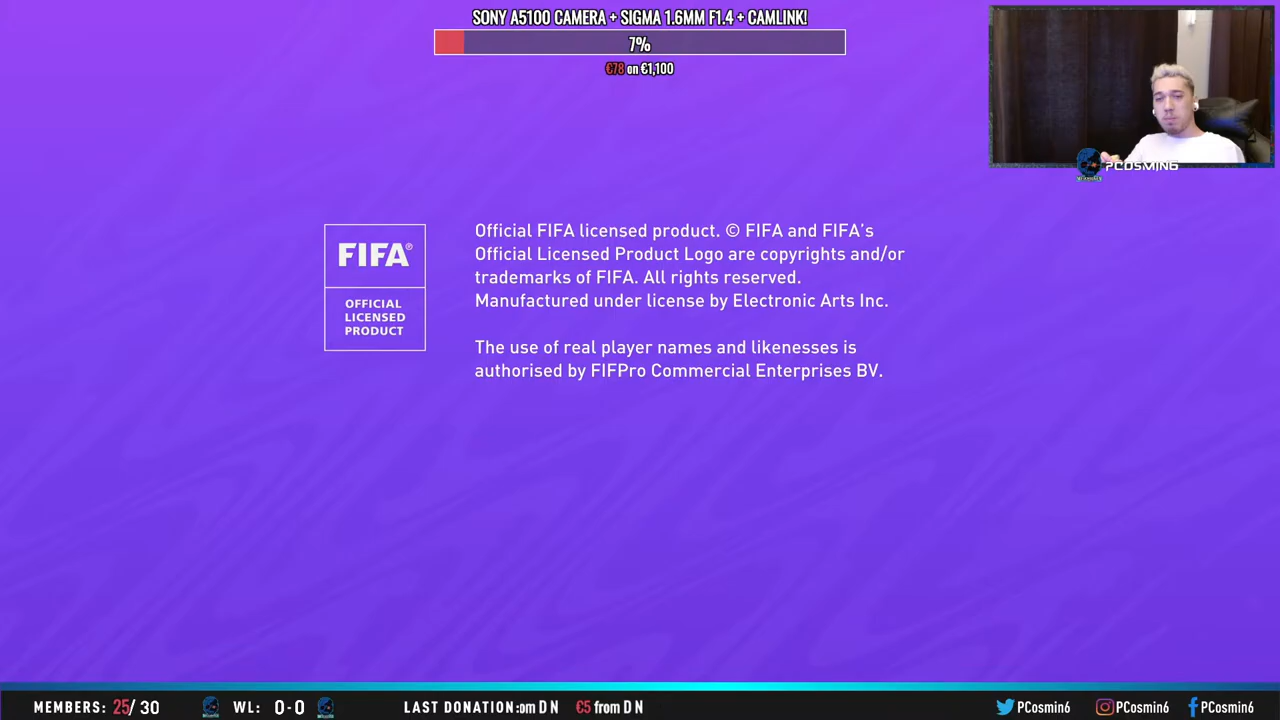 SONY A5100 CAMERA + SIGMA 1.6MM F1.4 + CAMLINK!
7%
€78 on €1,100
PCOSMIN6
FIFA®
OFFICIAL
LICENSED
PRODUCT
Official FIFA licensed product. © FIFA and FIFA's
Official Licensed Product Logo are copyrights and/or
trademarks of FIFA. All rights reserved.
Manufactured under license by Electronic Arts Inc.
The use of real player names and likenesses is
authorised by FIFPro Commercial Enterprises BV.
MEMBERS: 25/ 30 WL: 0-0 LAST DONATION: om D N €5 from D N PCosmin6 PCosmin6 PCosmin6